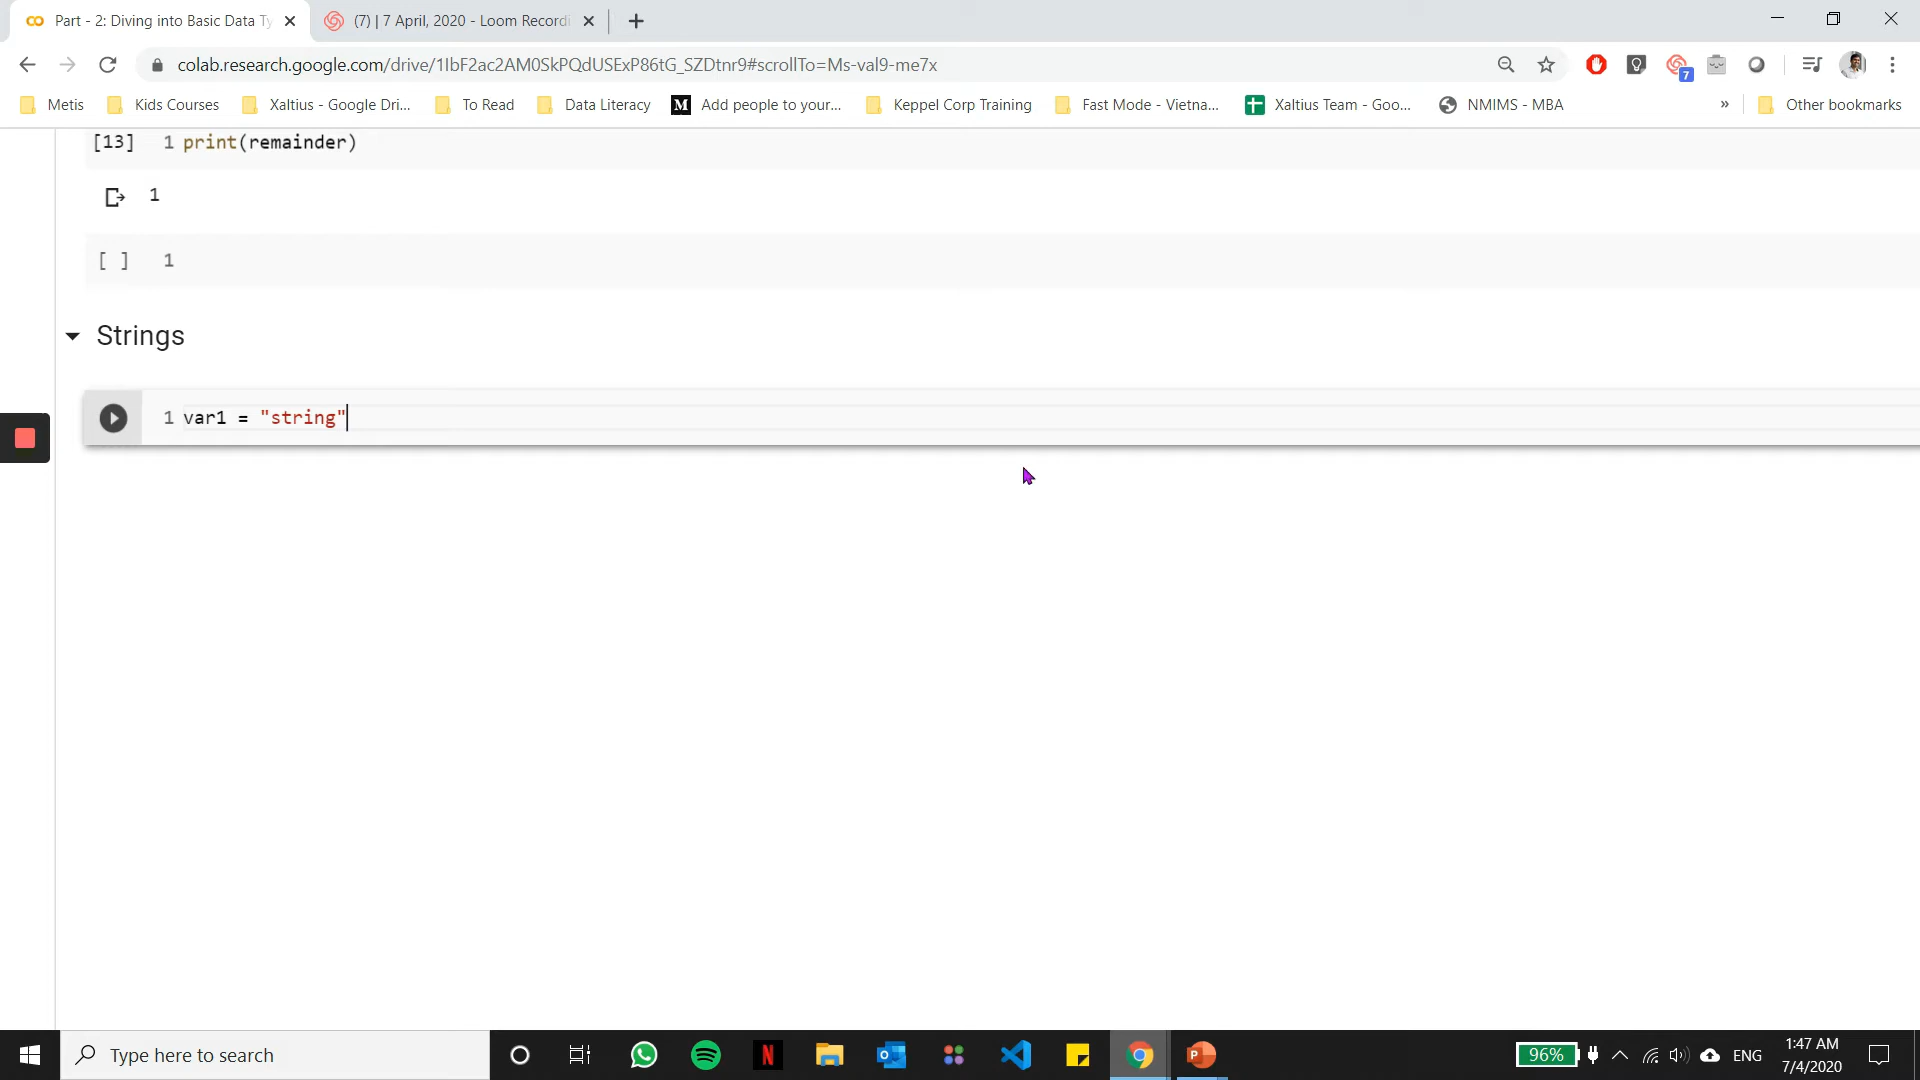 Part - 2: Diving into Basic Data Ty
(7) | 7 April, 2020 - Loom Recordi
colab.research.google.com/drive/1IbF2ac2AM0SkPQdUSExP86tG_SZDtnr9#scrollTo=Ms-val9-me7x
7
Metis
Kids Courses
Xaltius - Google Dri...
To Read
Data Literacy
M
Add people to your...
Keppel Corp Training
Fast Mode - Vietna...
Xaltius Team - Goo...
NMIMS - MBA
»
Other bookmarks
[13] 1 print(remainder)
1
[ ] 1
Strings
1 var1 = "string"
Type here to search
N
P
96%
ENG
1:47 AM
7/4/2020